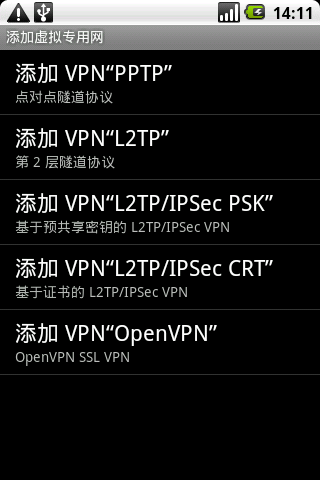 14:11
添加虚拟专用网
添加 VPN“PPTP”
点对点隧道协议
添加 VPN“L2TP”
第 2 层隧道协议
添加 VPN“L2TP/IPSec PSK”
基于预共享密钥的 L2TP/IPSec VPN
添加 VPN“L2TP/IPSec CRT”
基于证书的 L2TP/IPSec VPN
添加 VPN“OpenVPN”
OpenVPN SSL VPN